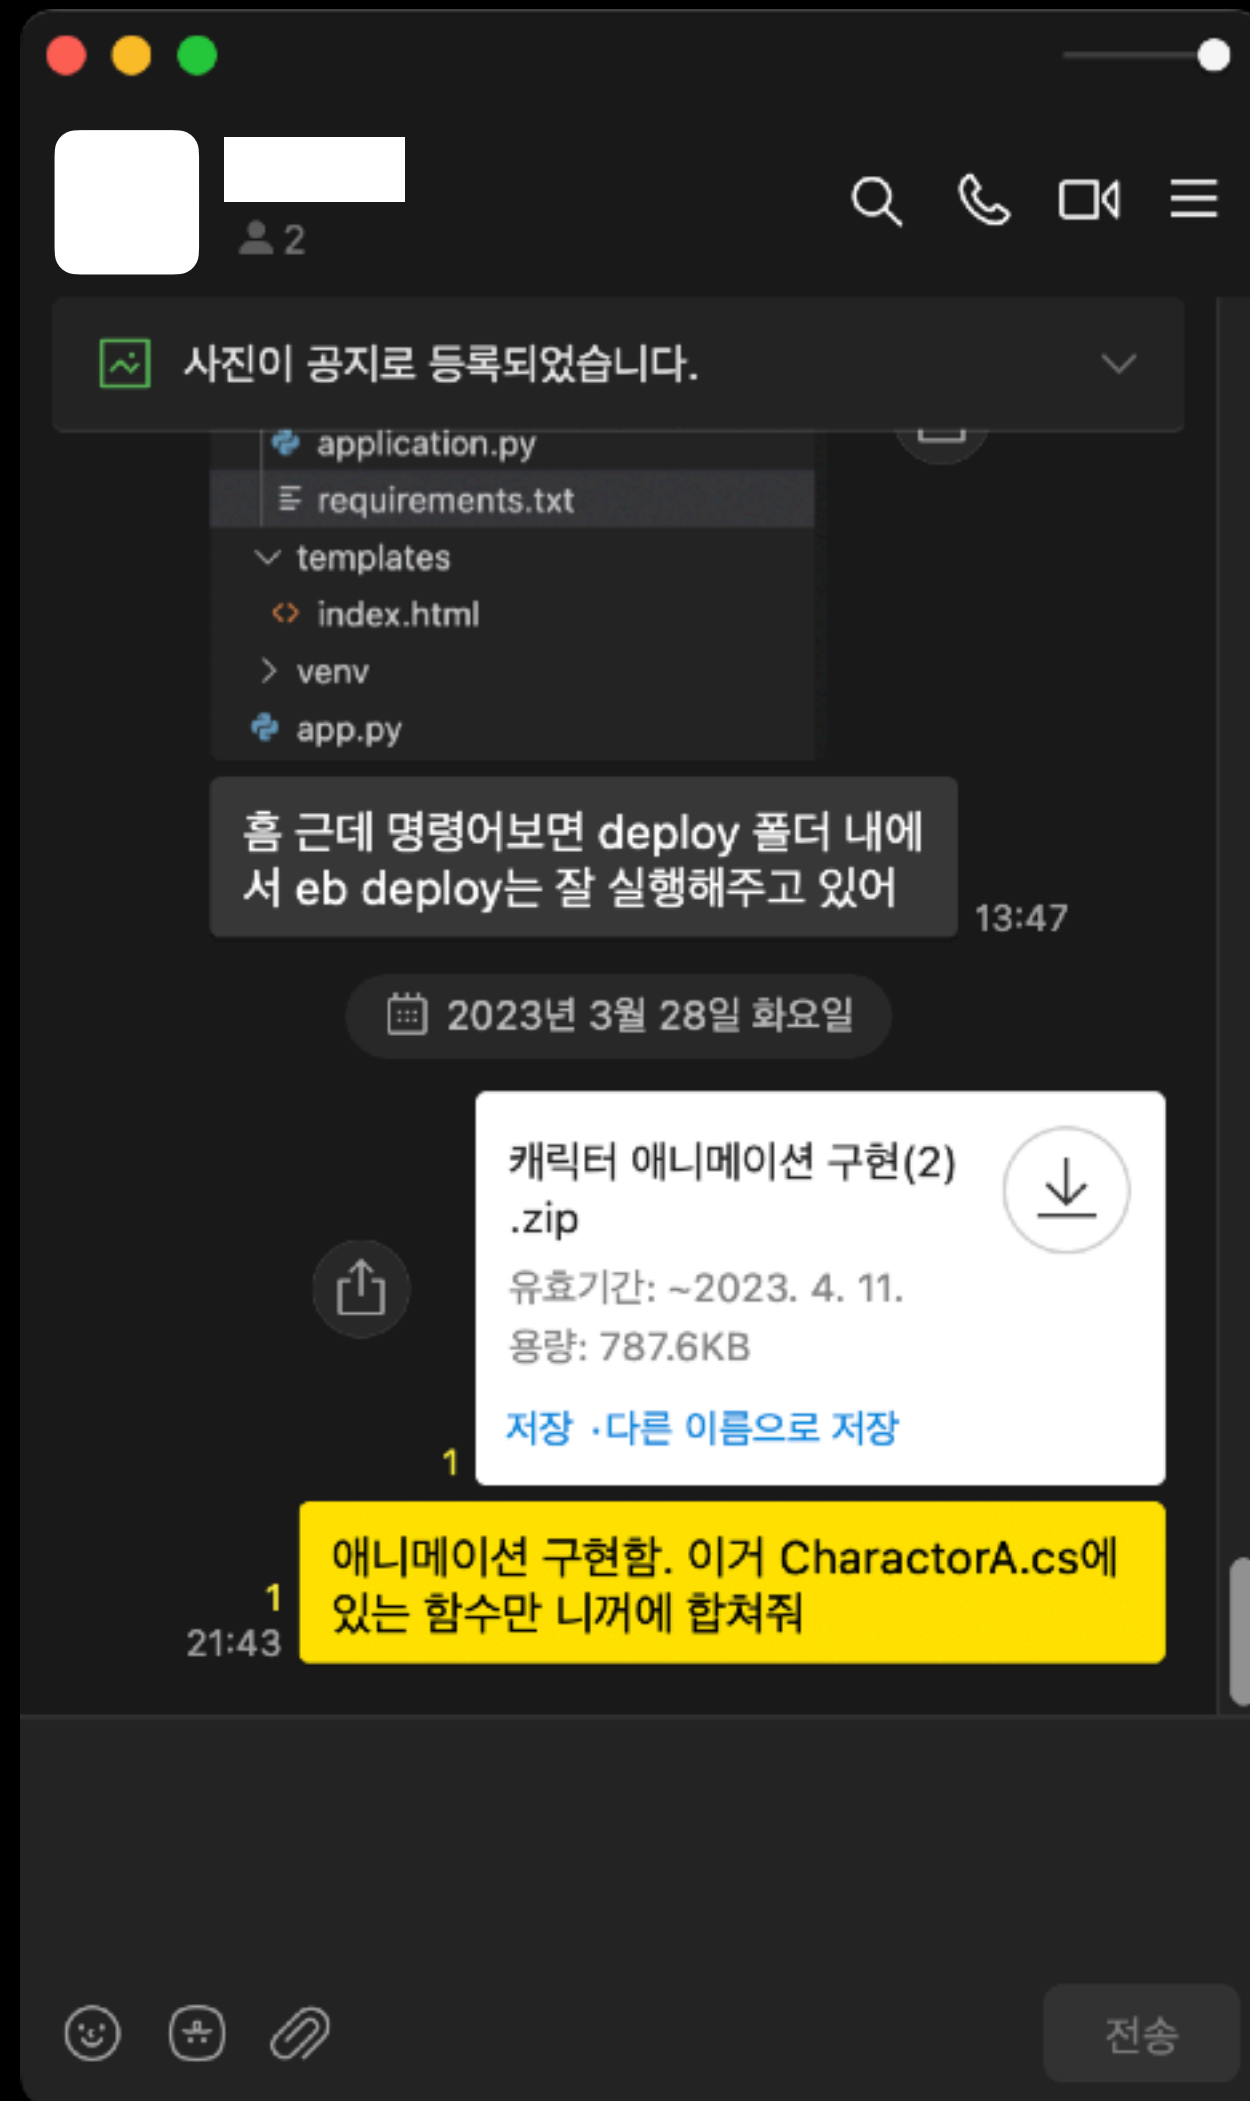 2
사진이 공지로 등록되었습니다.
application.py
requirements.txt
templates
index.html
venv
app.py
흠 근데 명령어보면 deploy 폴더 내에
서 eb deploy는 잘 실행해주고 있어
13:47
2023년 3월 28일 화요일
캐릭터 애니메이션 구현(2)
.zip
유효기간: ~2023. 4. 11.
용량: 787.6KB
저장 · 다른 이름으로 저장
1
애니메이션 구현함. 이거 CharactorA.cs에
있는 함수만 니꺼에 합쳐줘
1
21:43
전송